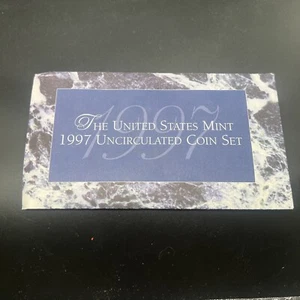 1997
The United States Mint
1997 Uncirculated Coin Set